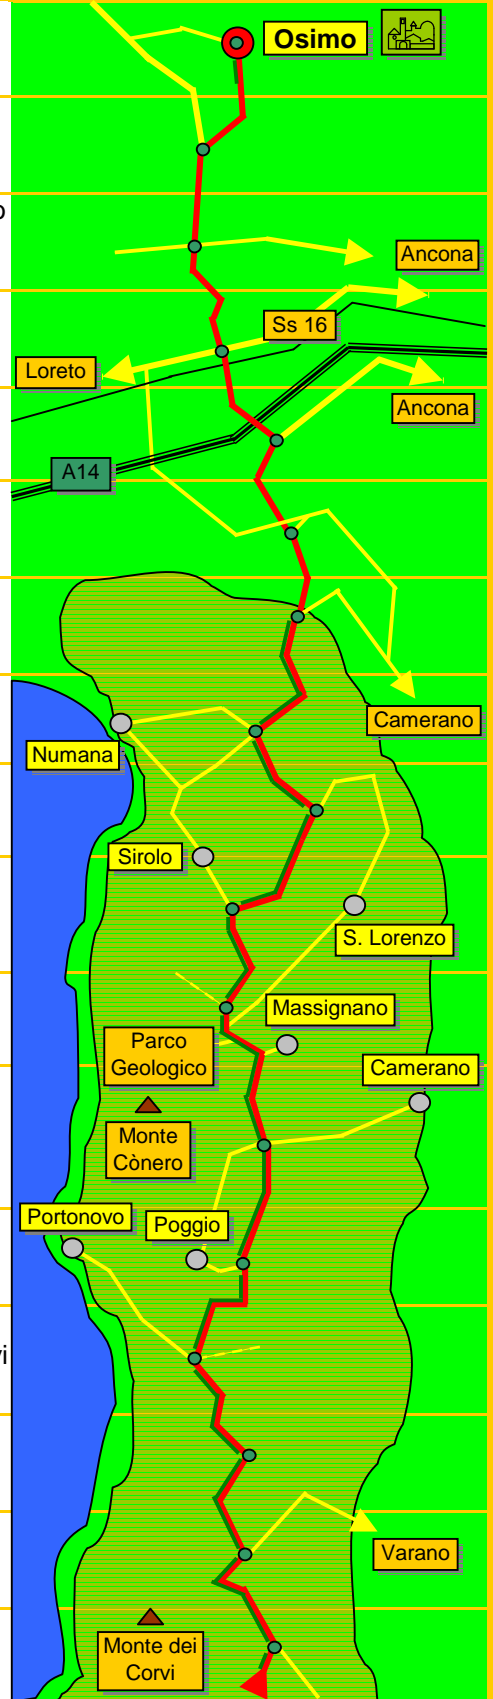 Osimo
o
Ancona
Ss 16
Loreto
Ancona
A14
Camerano
Numana
Sirolo
S. Lorenzo
Massignano
Parco
Geologico
Camerano
Monte
Cònero
Portonovo
Poggio
vi
Varano
Monte dei
Corvi